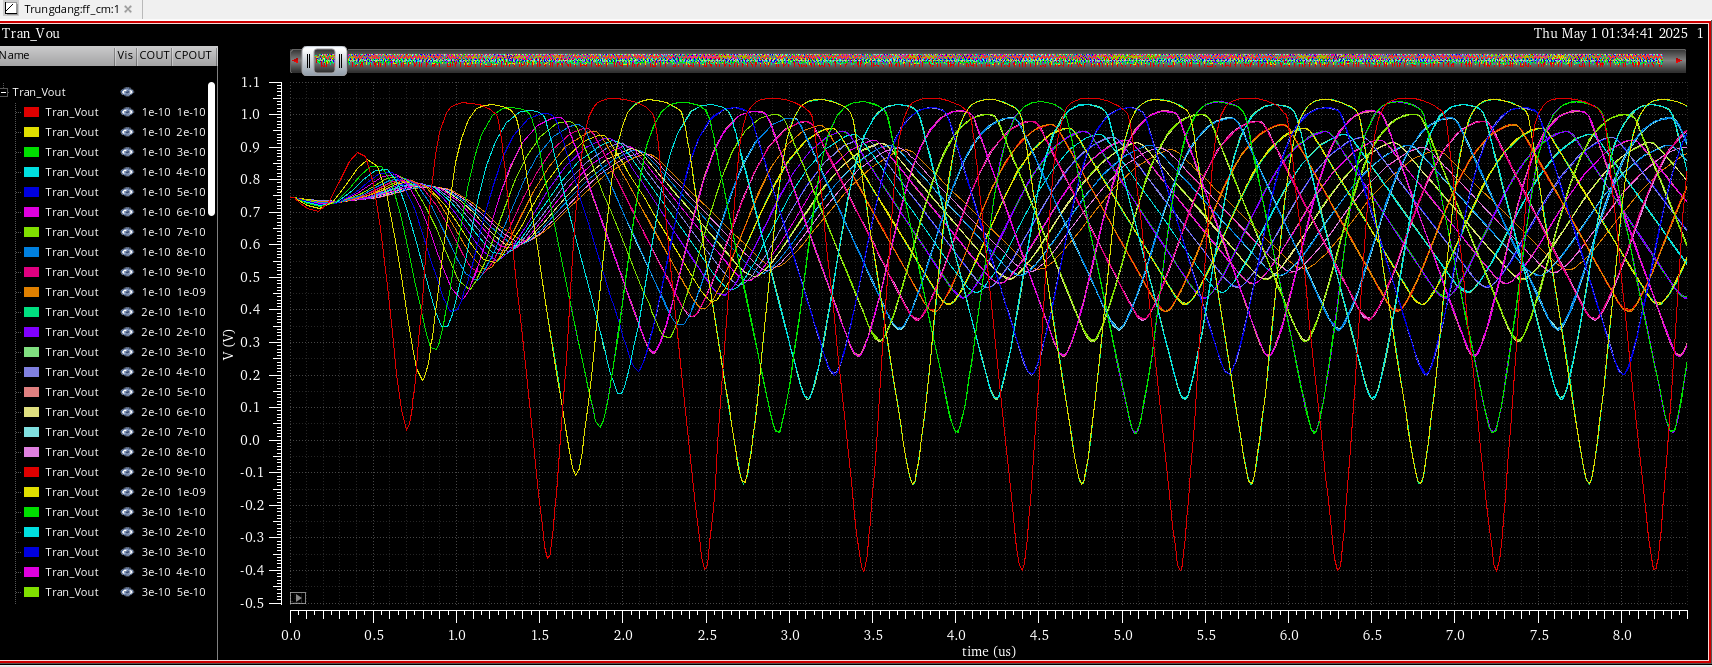 Trungdang:ff_cm:1 ×
Tran_Vou
Thu May 1 01:34:41 2025 1
Name Vis COUT CPOUT
Tran_Vout
Tran_Vout 1e-10 1e-10
Tran_Vout 1e-10 2e-10
Tran_Vout 1e-10 3e-10
Tran_Vout 1e-10 4e-10
Tran_Vout 1e-10 5e-10
Tran_Vout 1e-10 6e-10
Tran_Vout 1e-10 7e-10
Tran_Vout 1e-10 8e-10
Tran_Vout 1e-10 9e-10
Tran_Vout 1e-10 1e-09
Tran_Vout 2e-10 1e-10
Tran_Vout 2e-10 2e-10
Tran_Vout 2e-10 3e-10
Tran_Vout 2e-10 4e-10
Tran_Vout 2e-10 5e-10
Tran_Vout 2e-10 6e-10
Tran_Vout 2e-10 7e-10
Tran_Vout 2e-10 8e-10
Tran_Vout 2e-10 9e-10
Tran_Vout 2e-10 1e-09
Tran_Vout 3e-10 1e-10
Tran_Vout 3e-10 2e-10
Tran_Vout 3e-10 3e-10
Tran_Vout 3e-10 4e-10
Tran_Vout 3e-10 5e-10
V (V)
1.1
1.0
0.9
0.8
0.7
0.6
0.5
0.4
0.3
0.2
0.1
0.0
-0.1
-0.2
-0.3
-0.4
-0.5
0.0 0.5 1.0 1.5 2.0 2.5 3.0 3.5 4.0 4.5 5.0 5.5 6.0 6.5 7.0 7.5 8.0
time (us)